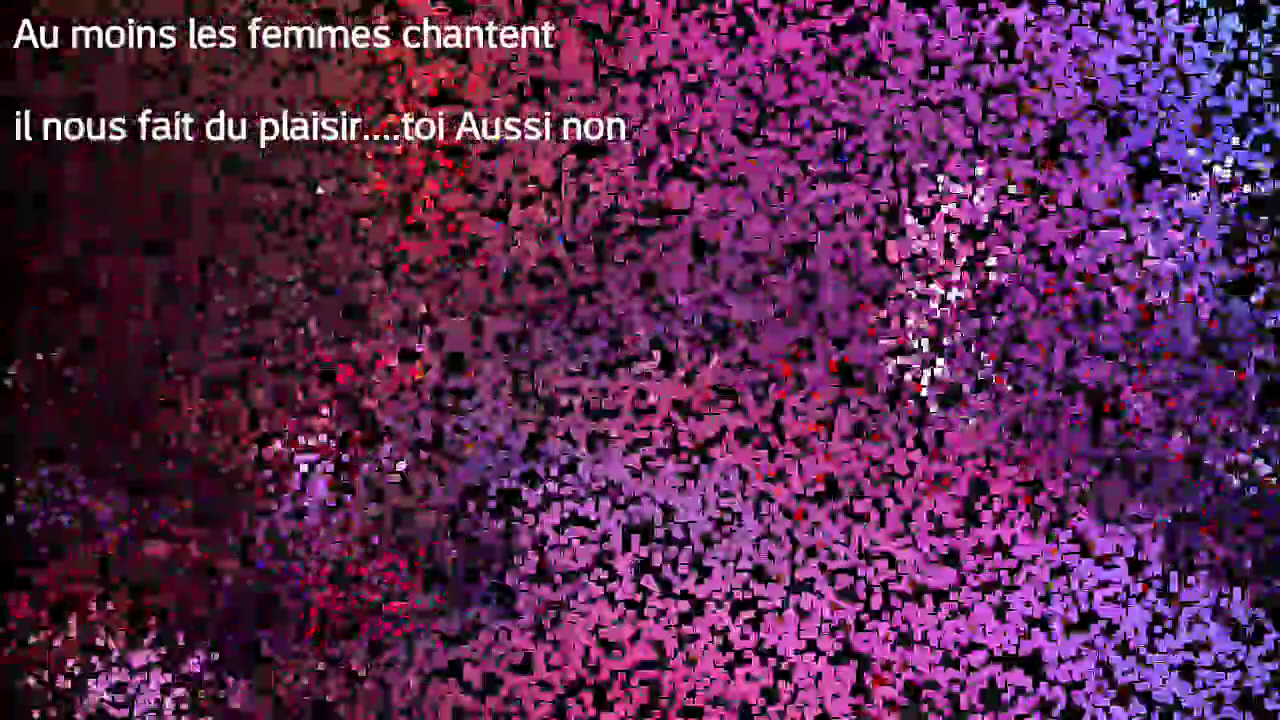 Au moins les femmes chantent
il nous fait du plaisir....toi Aussi non